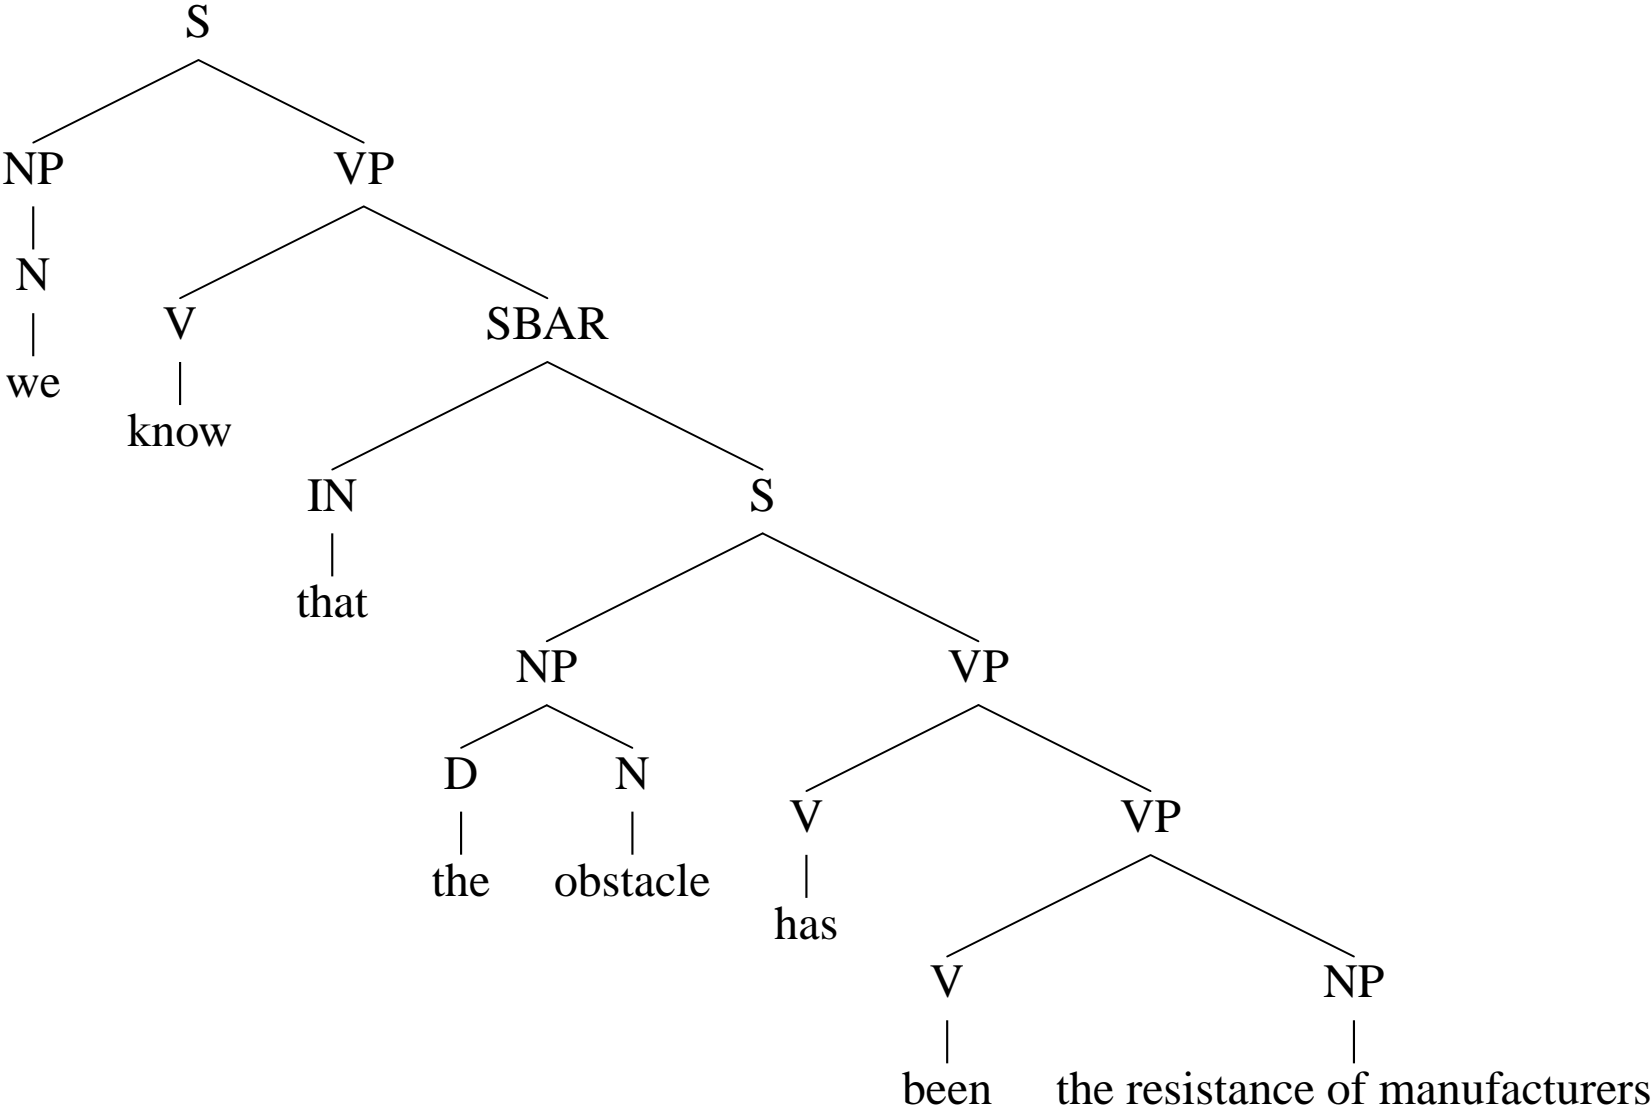 S
NP VP
N
V SBAR
we
know
IN S
that
NP VP
D N
V VP
the obstacle
has
V NP
been the resistance of manufacturers